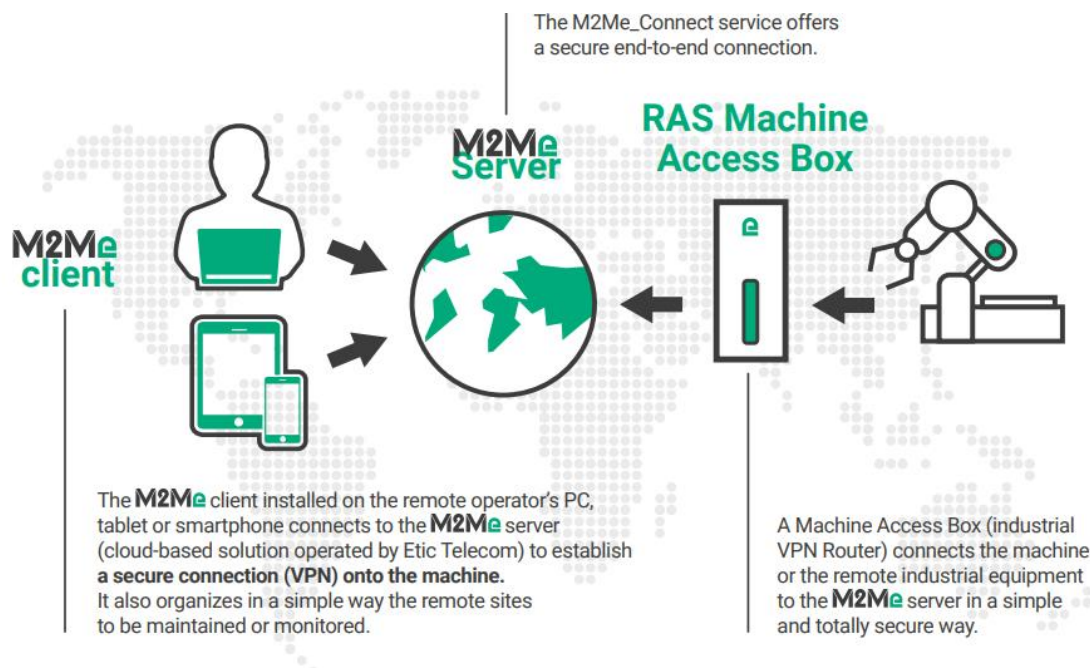 The M2Me_Connect service offers
a secure end-to-end connection.
RAS Machine
Access Box
M2Me
Server
M2Me
client
The M2Me client installed on the remote operator's PC,
tablet or smartphone connects to the M2Me server
(cloud-based solution operated by Etic Telecom) to establish
a secure connection (VPN) onto the machine.
It also organizes in a simple way the remote sites
to be maintained or monitored.
A Machine Access Box (industrial
VPN Router) connects the machine
or the remote industrial equipment
to the M2Me server in a simple
and totally secure way.